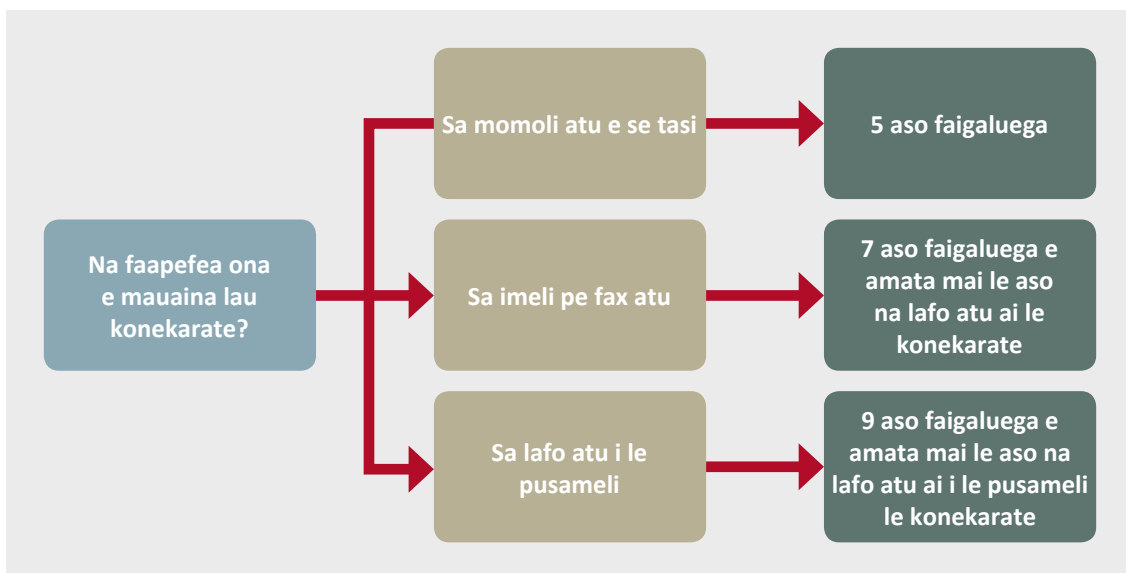 Na faapefea ona
e mauaina lau
konekarate?
Sa momoli atu e se tasi
5 aso faigaluega
Sa imeli pe fax atu
7 aso faigaluega e
amata mai le aso
na lafo atu ai le
konekarate
Sa lafo atu i le
pusameli
9 aso faigaluega e
amata mai le aso na
lafo atu ai i le pusameli
le konekarate